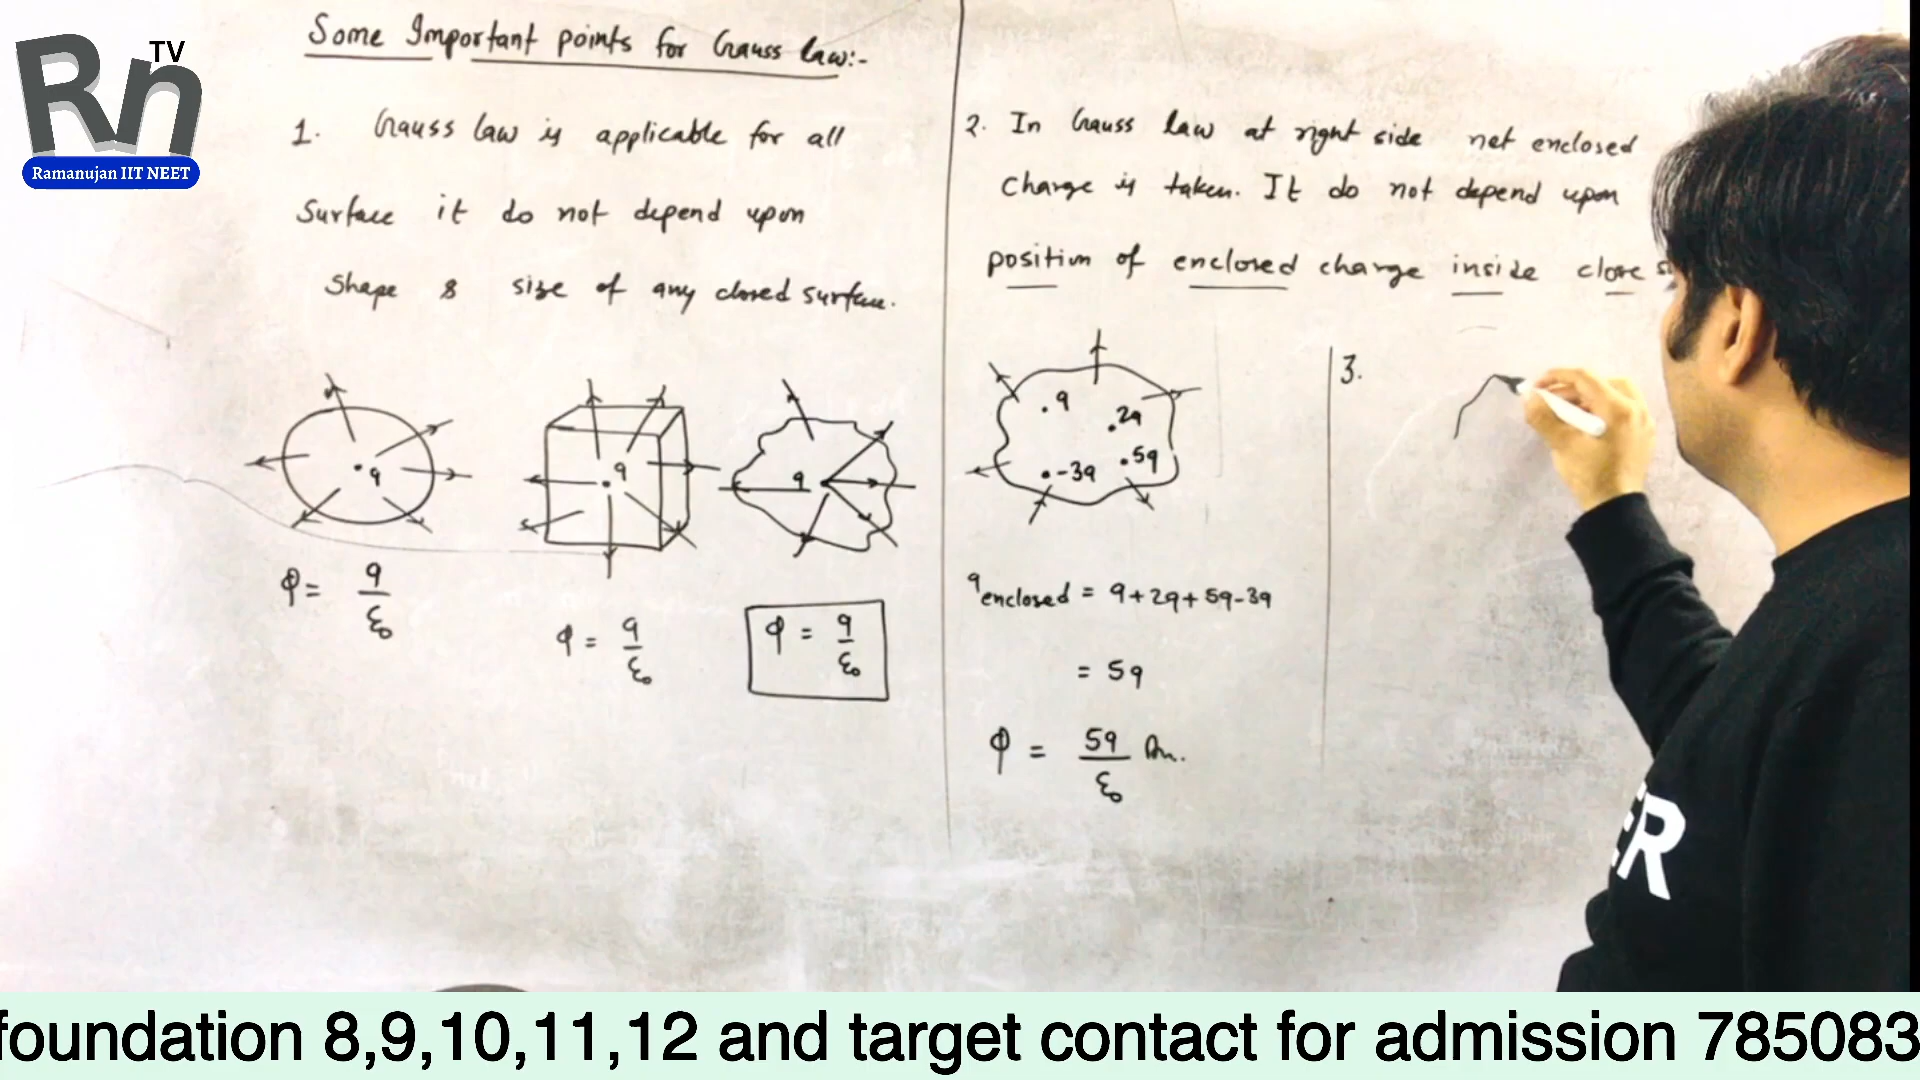 Rn TV
Ramanujan IIT NEET
Some Important points for Gauss law:-
1. Gauss law is applicable for all
surface it do not depend upon
shape & size of any closed surface.
q
q
q
φ = q/ε₀
φ = q/ε₀
φ = q/ε₀
2. In Gauss law at right side net enclosed
charge is taken. It do not depend upon
position of enclosed charge inside close
q
2q
5q
-3q
q enclosed = q+2q+5q-3q
= 5q
φ = 5q/ε₀ An.
3.
ER
foundation 8,9,10,11,12 and target contact for admission 785083